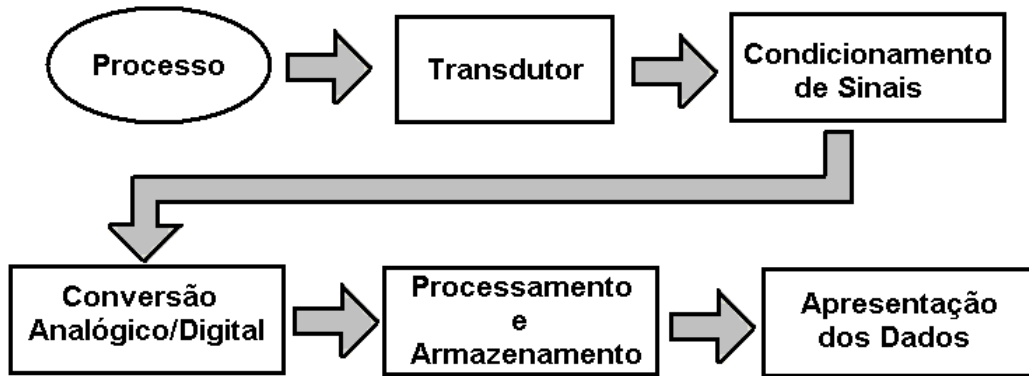 Processo
Transdutor
Condicionamento
de Sinais
Conversão
Analógico/Digital
Processamento
e
Armazenamento
Apresentação
dos Dados